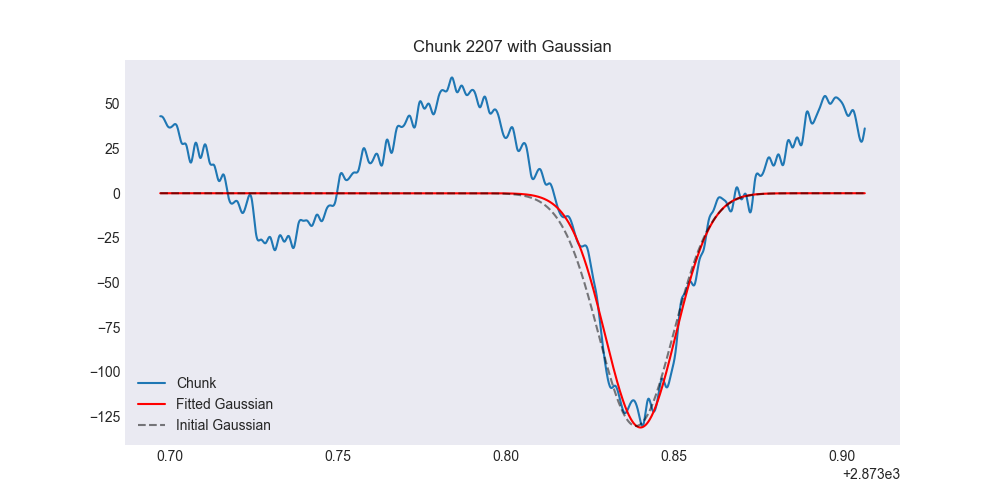 Chunk 2207 with Gaussian
50
25
0
−25
−50
−75
−100
−125
Chunk
Fitted Gaussian
Initial Gaussian
0.70 0.75 0.80 0.85 0.90
+2.873e3